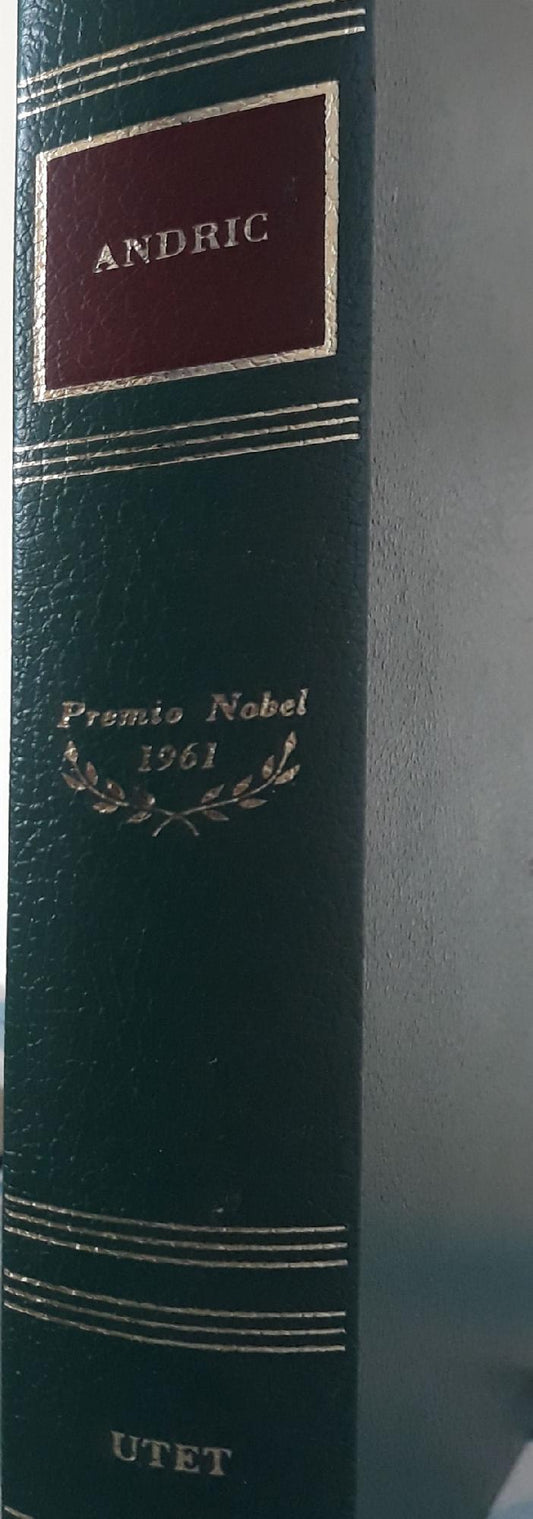 ANDRIC
Premio Nobel
1961
UTET